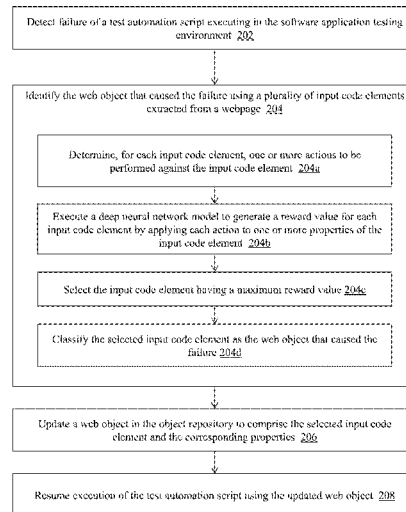 Detect failure of a test automation script executing in the software application testing
environment 202
Identify the web object that caused the failure using a plurality of input code elements
extracted from a webpage 204
Determine, for each input code element, one or more actions to be
performed against the input code element 204a
Execute a deep neural network model to generate a reward value for each
input code element by applying each action to one or more properties of the
input code element 204b
Select the input code element having a maximum reward value 204c
Classify the selected input code element as the web object that caused the
failure 204d
Update a web object in the object repository to comprise the selected input code
element and the corresponding properties 206
Resume execution of the test automation script using the updated web object 208